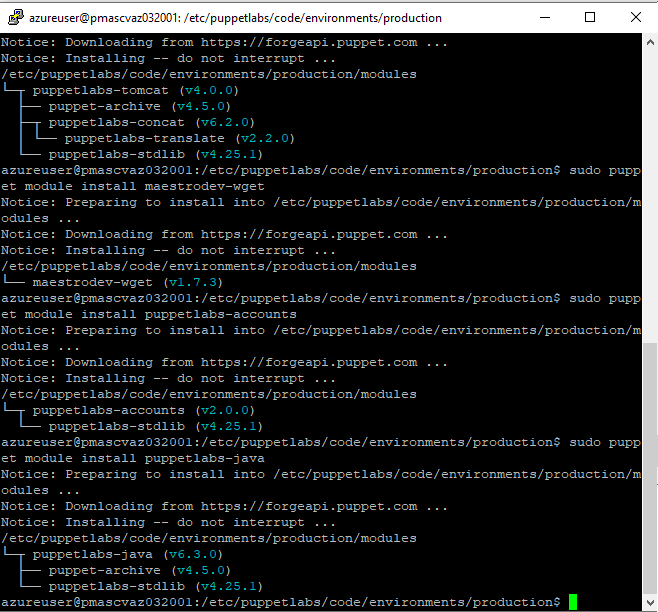 azureuser@pmascvaz032001: /etc/puppetlabs/code/environments/production
Notice: Downloading from https://forgeapi.puppet.com ...
Notice: Installing -- do not interrupt ...
/etc/puppetlabs/code/environments/production/modules
└─┬ puppetlabs-tomcat (v4.0.0)
  ├── puppet-archive (v4.5.0)
  ├─┬ puppetlabs-concat (v6.2.0)
  │ └── puppetlabs-translate (v2.2.0)
  └── puppetlabs-stdlib (v4.25.1)
azureuser@pmascvaz032001:/etc/puppetlabs/code/environments/production$ sudo pupp
et module install maestrodev-wget
Notice: Preparing to install into /etc/puppetlabs/code/environments/production/m
odules ...
Notice: Downloading from https://forgeapi.puppet.com ...
Notice: Installing -- do not interrupt ...
/etc/puppetlabs/code/environments/production/modules
└── maestrodev-wget (v1.7.3)
azureuser@pmascvaz032001:/etc/puppetlabs/code/environments/production$ sudo pupp
et module install puppetlabs-accounts
Notice: Preparing to install into /etc/puppetlabs/code/environments/production/m
odules ...
Notice: Downloading from https://forgeapi.puppet.com ...
Notice: Installing -- do not interrupt ...
/etc/puppetlabs/code/environments/production/modules
└─┬ puppetlabs-accounts (v2.0.0)
  └── puppetlabs-stdlib (v4.25.1)
azureuser@pmascvaz032001:/etc/puppetlabs/code/environments/production$ sudo pupp
et module install puppetlabs-java
Notice: Preparing to install into /etc/puppetlabs/code/environments/production/m
odules ...
Notice: Downloading from https://forgeapi.puppet.com ...
Notice: Installing -- do not interrupt ...
/etc/puppetlabs/code/environments/production/modules
└─┬ puppetlabs-java (v6.3.0)
  ├── puppet-archive (v4.5.0)
  └── puppetlabs-stdlib (v4.25.1)
azureuser@pmascvaz032001:/etc/puppetlabs/code/environments/production$